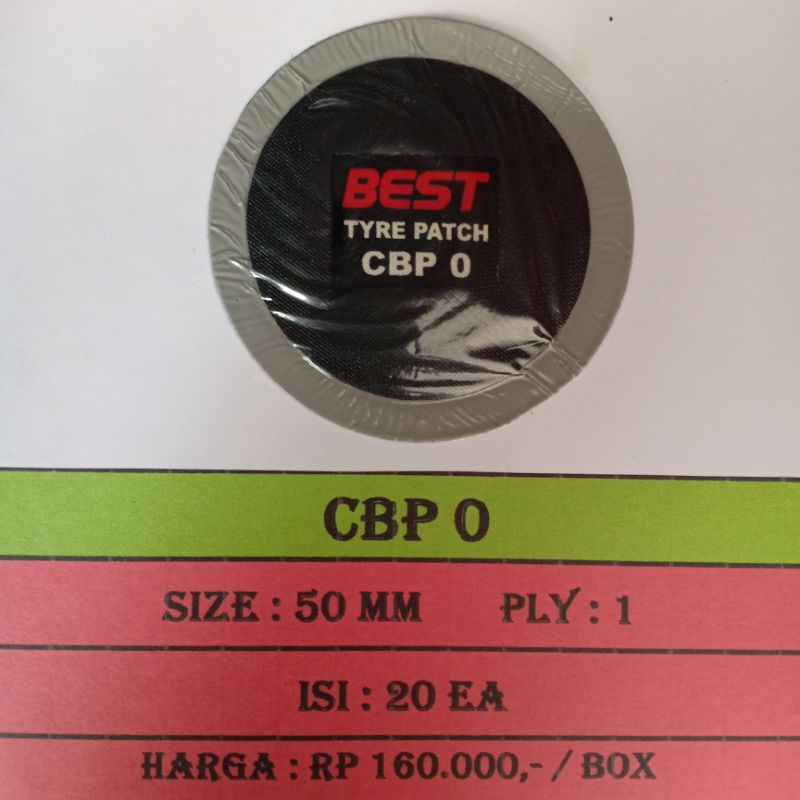 BEST
TYRE PATCH
CBP 0
CBP 0
SIZE : 50 MM PLY : 1
ISI : 20 EA
HARGA : RP 160.000,- / BOX